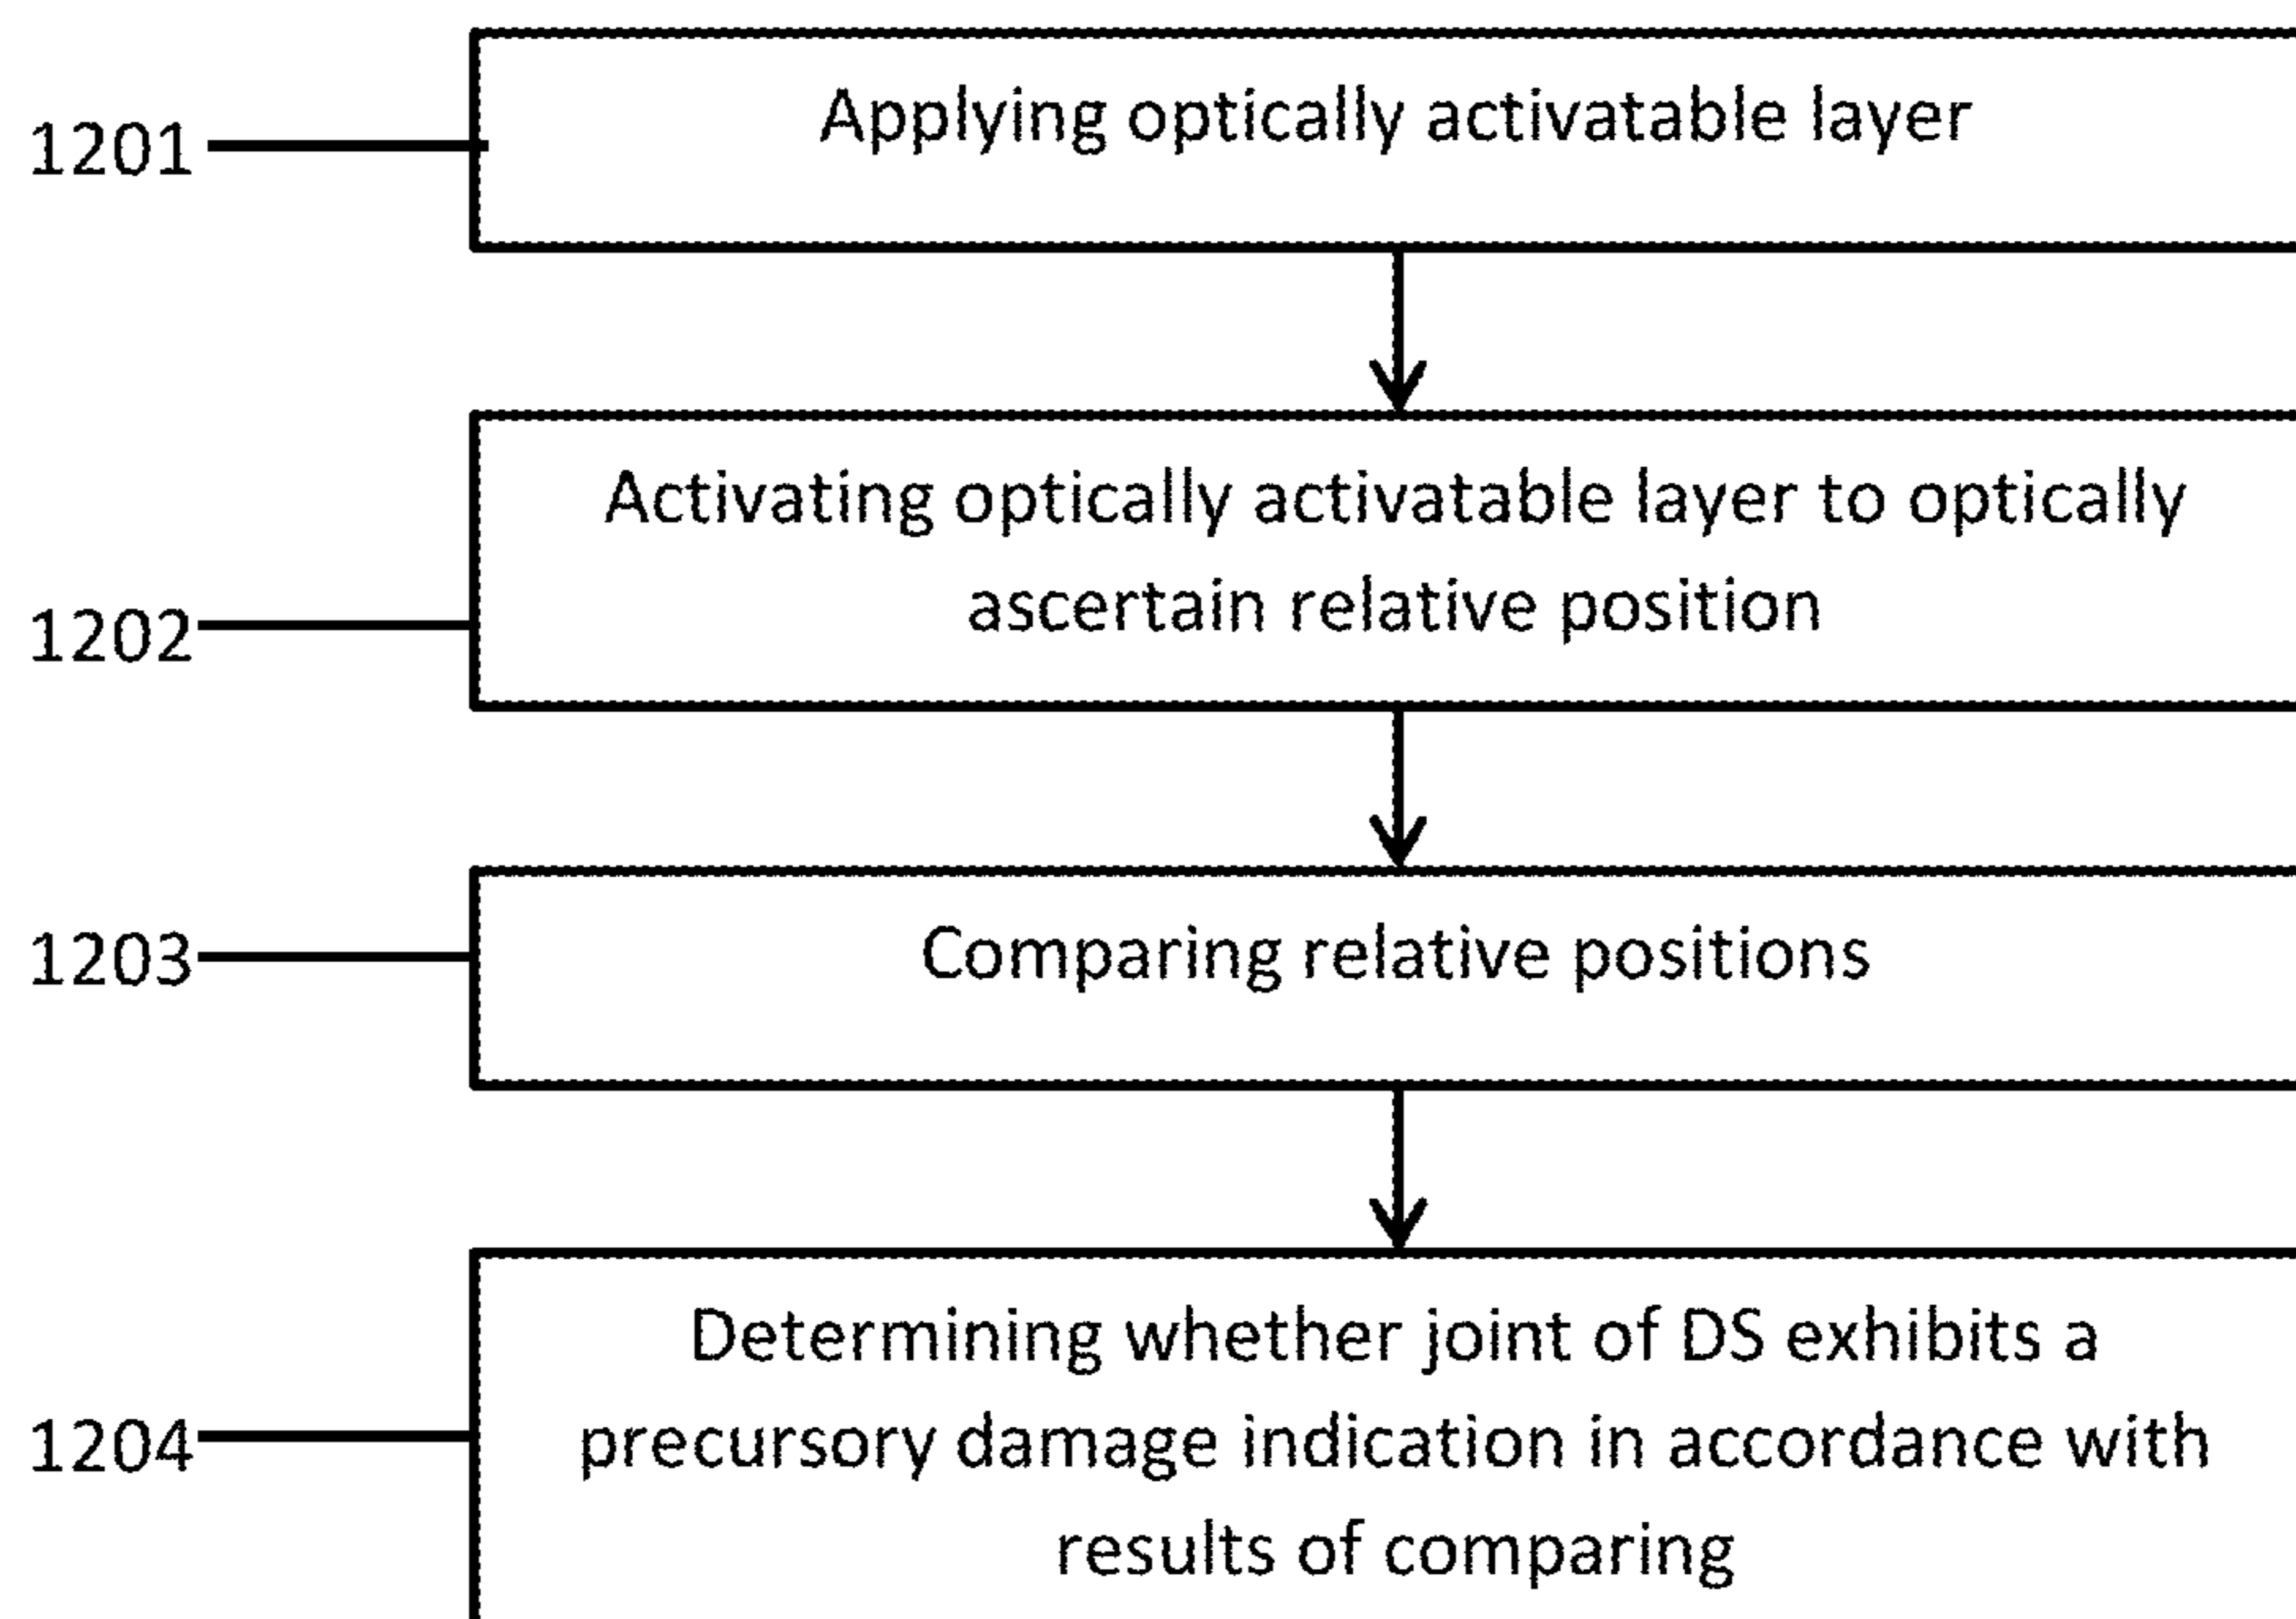 1201
Applying optically activatable layer
Activating optically activatable layer to optically
ascertain relative position
1202
Comparing relative positions
1203
Determining whether joint of DS exhibits a
precursory damage indication in accordance with
1204
results of comparing